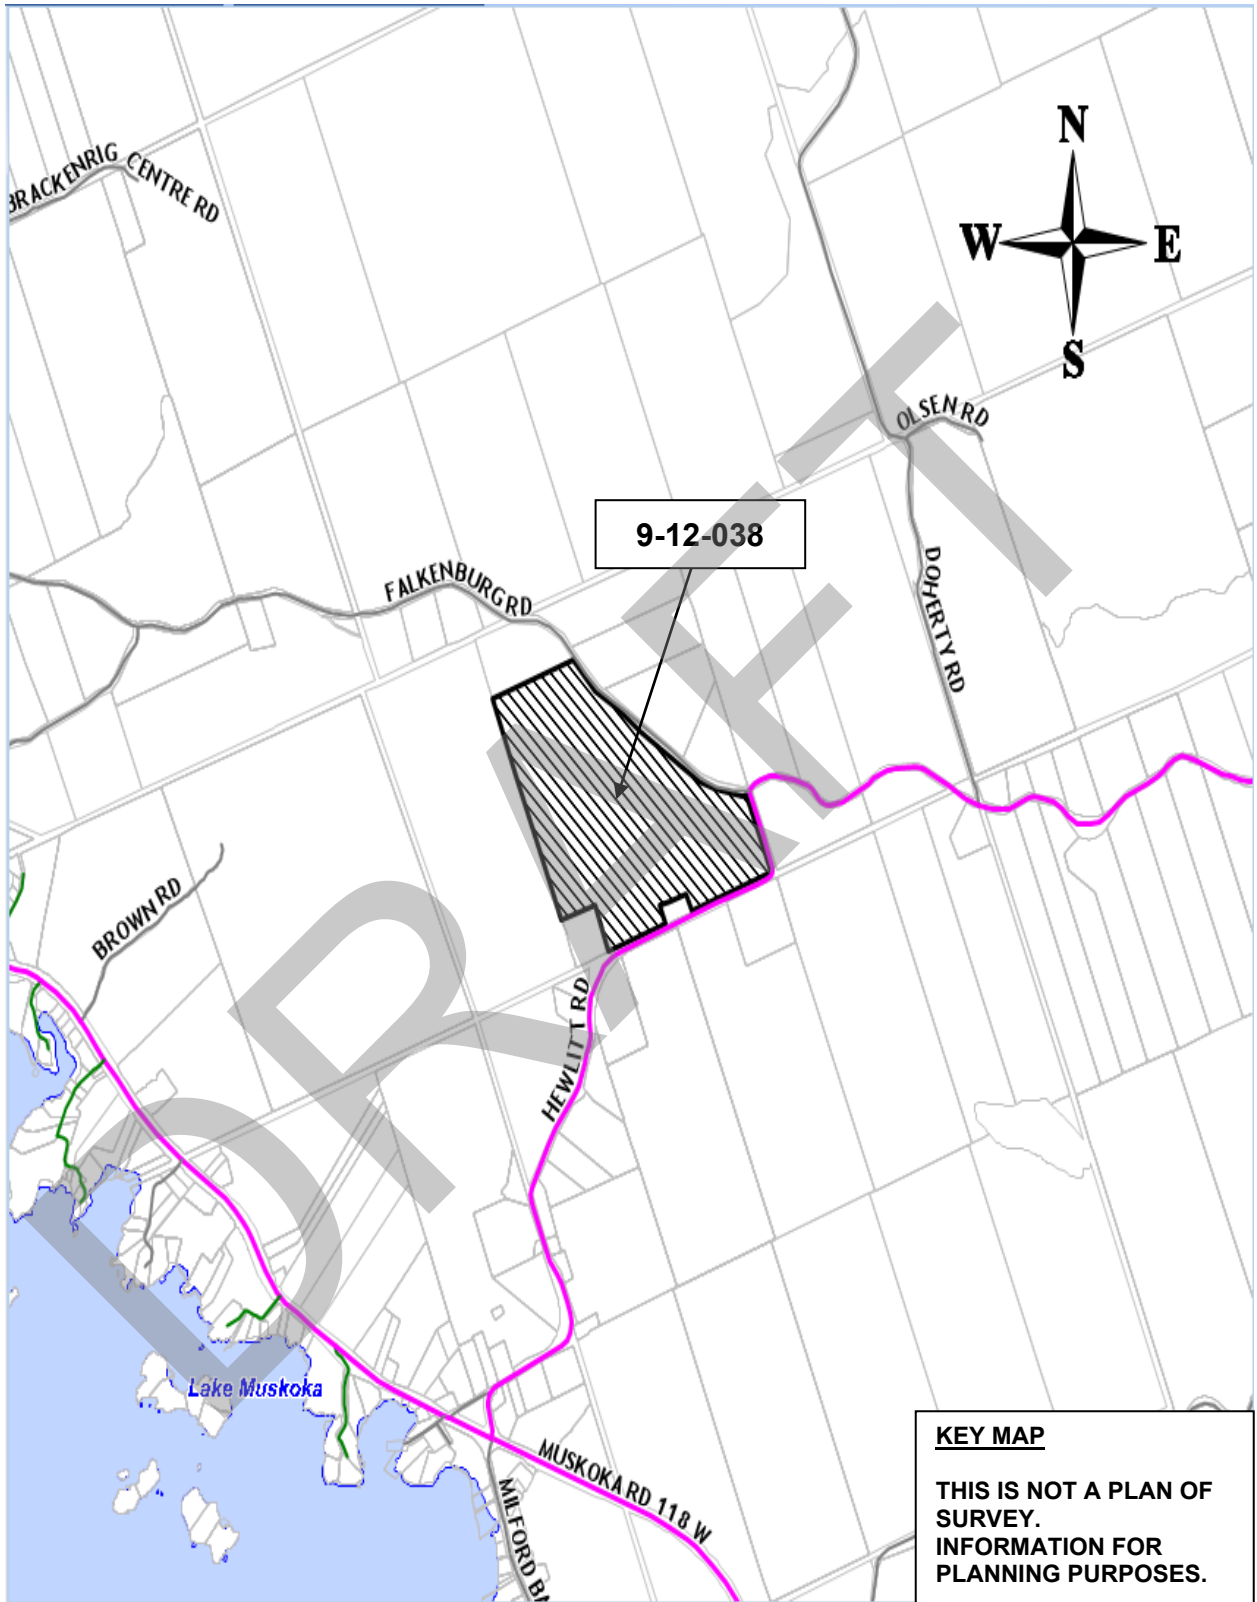 N
BRACKENRIG CENTRE RD
W E
S
OLSEN RD
9-12-038
FALKENBURG RD
DOHERTY RD
BROWN RD
HEWLITT RD
DRAFT
Lake Muskoka
MUSKOKA RD 118 W
MILFORD
KEY MAP
THIS IS NOT A PLAN OF
SURVEY.
INFORMATION FOR
PLANNING PURPOSES.